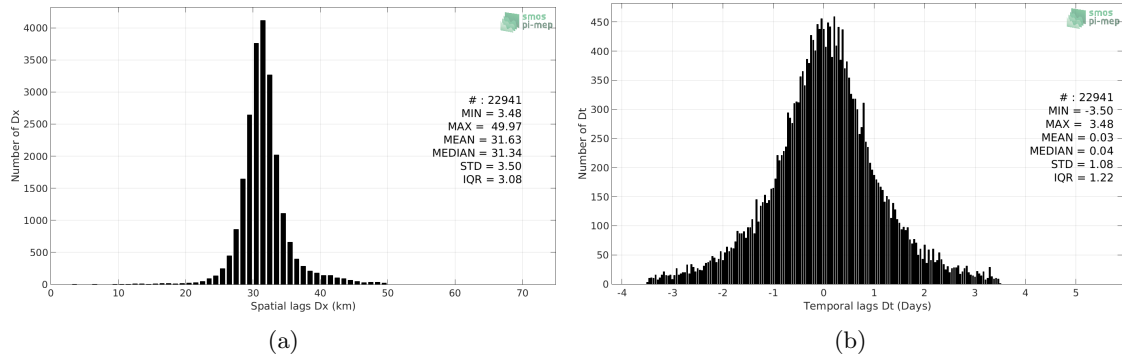 smos
pi-mep
4000
3500
3000
2500
2000
1500
1000
500
0
Number of Dx
# : 22941
MIN = 3.48
MAX = 49.97
MEAN = 31.63
MEDIAN = 31.34
STD = 3.50
IQR = 3.08
0 10 20 30 40 50 60 70
Spatial lags Dx (km)
(a)
smos
pi-mep
450
400
350
300
250
200
150
100
50
0
Number of Dt
# : 22941
MIN = -3.50
MAX = 3.48
MEAN = 0.03
MEDIAN = 0.04
STD = 1.08
IQR = 1.22
-4 -3 -2 -1 0 1 2 3 4 5
Temporal lags Dt (Days)
(b)